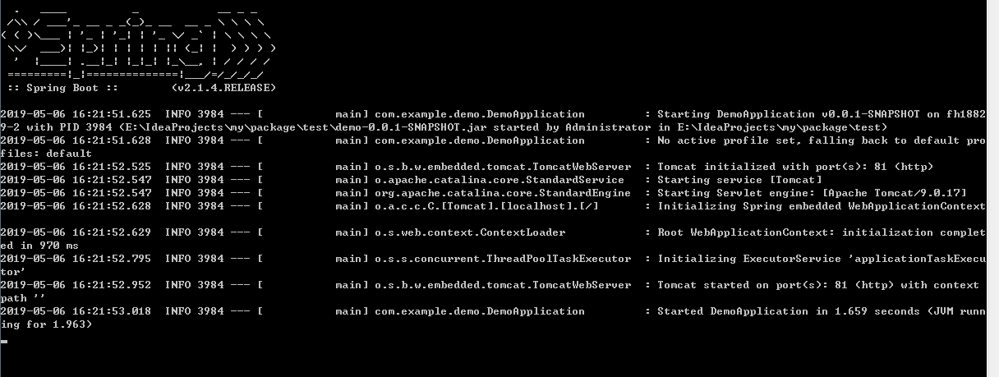 .   ____          _            __ _ _
 /\\ / ___'_ __ _ _(_)_ __  __ _ \ \ \ \
( ( )\___ | '_ | '_| | '_ \/ _` | \ \ \ \
 \\/  ___)| |_)| | | | | || (_| |  ) ) ) )
  '  |____| .__|_| |_|_| |_\__, | / / / /
 =========|_|==============|___/=/_/_/_/
 :: Spring Boot ::        (v2.1.4.RELEASE)
2019-05-06 16:21:51.625  INFO 3984 --- [           main] com.example.demo.DemoApplication         : Starting DemoApplication v0.0.1-SNAPSHOT on fh1882
9-2 with PID 3984 (E:\IdeaProjects\my\package\test\demo-0.0.1-SNAPSHOT.jar started by Administrator in E:\IdeaProjects\my\package\test)
2019-05-06 16:21:51.628  INFO 3984 --- [           main] com.example.demo.DemoApplication         : No active profile set, falling back to default pro
files: default
2019-05-06 16:21:52.525  INFO 3984 --- [           main] o.s.b.w.embedded.tomcat.TomcatWebServer  : Tomcat initialized with port(s): 81 (http)
2019-05-06 16:21:52.547  INFO 3984 --- [           main] o.apache.catalina.core.StandardService   : Starting service [Tomcat]
2019-05-06 16:21:52.547  INFO 3984 --- [           main] org.apache.catalina.core.StandardEngine  : Starting Servlet engine: [Apache Tomcat/9.0.17]
2019-05-06 16:21:52.628  INFO 3984 --- [           main] o.a.c.c.C.[Tomcat].[localhost].[/]       : Initializing Spring embedded WebApplicationContext
2019-05-06 16:21:52.629  INFO 3984 --- [           main] o.s.web.context.ContextLoader            : Root WebApplicationContext: initialization complet
ed in 970 ms
2019-05-06 16:21:52.795  INFO 3984 --- [           main] o.s.s.concurrent.ThreadPoolTaskExecutor  : Initializing ExecutorService 'applicationTaskExecu
tor'
2019-05-06 16:21:52.952  INFO 3984 --- [           main] o.s.b.w.embedded.tomcat.TomcatWebServer  : Tomcat started on port(s): 81 (http) with context
path ''
2019-05-06 16:21:53.018  INFO 3984 --- [           main] com.example.demo.DemoApplication         : Started DemoApplication in 1.659 seconds (JVM runn
ing for 1.963)